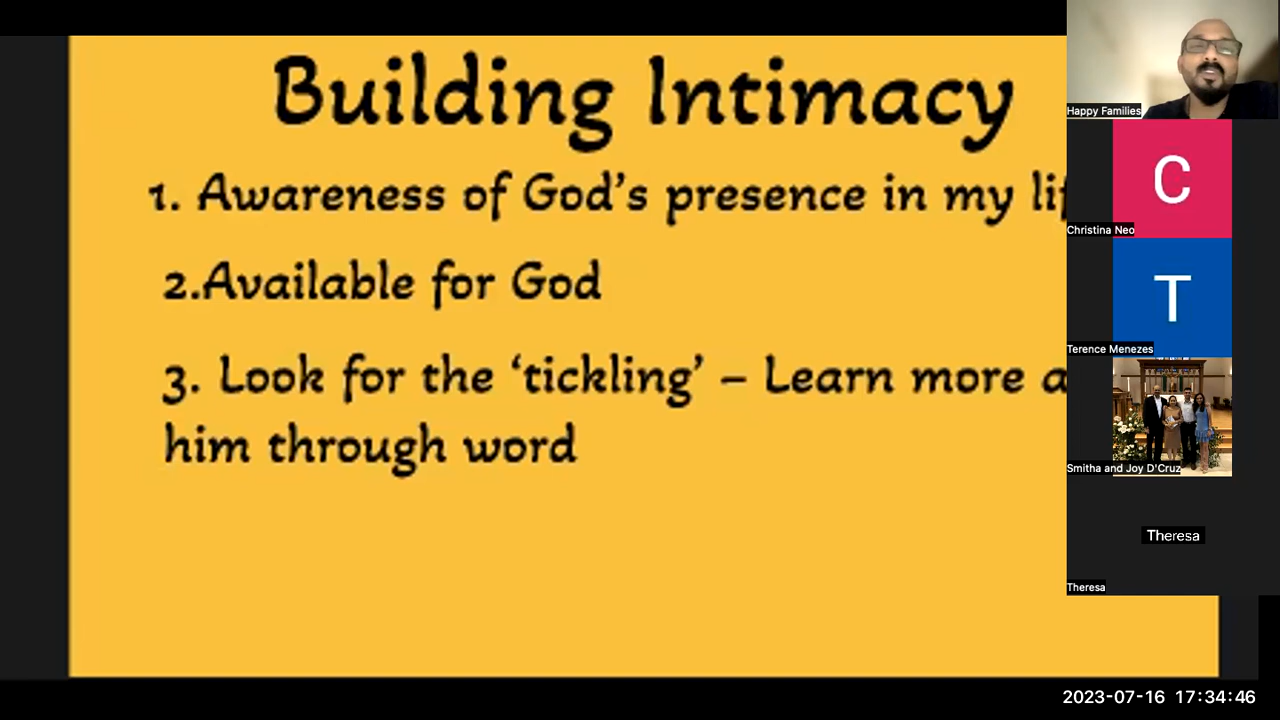 Building Intimacy
1. Awareness of God's presence in my
2.Available for God
3. Look for the ‘tickling’ – Learn more
him through word
Happy Families
C
Christina Neo
T
Terence Menezes
Smitha and Joy D'Cruz
Theresa
Theresa
2023-07-16 17:34:46